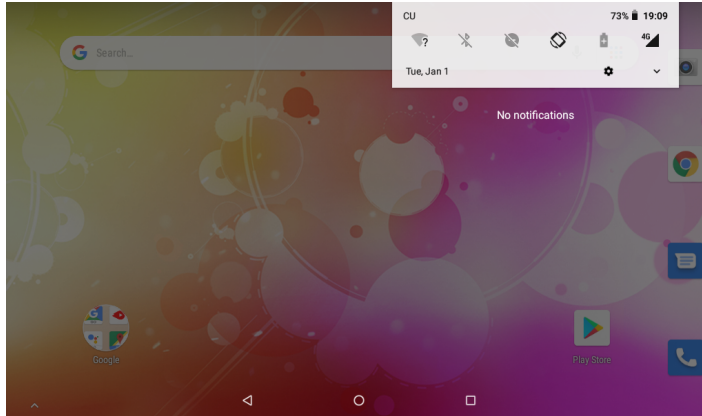 CU 73% 19:09
Search...
?
4G
Tue, Jan 1
No notifications
Google
Play Store